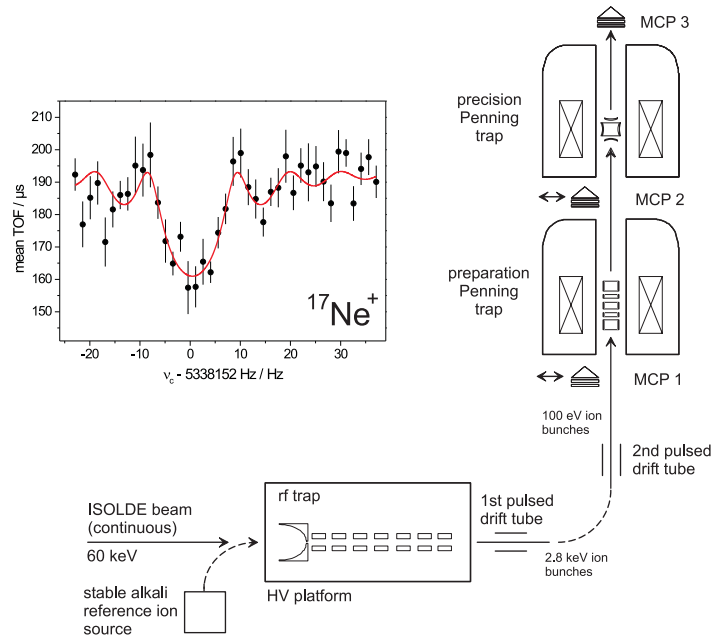 MCP 3
precision
Penning
trap
MCP 2
preparation
Penning
trap
MCP 1
100 eV ion
bunches
2nd pulsed
drift tube
mean TOF / µs
210
200
190
180
170
160
150
-20
-10
0
10
20
30
ν_c - 5338152 Hz / Hz
¹⁷Ne⁺
ISOLDE beam
(continuous)
60 keV
stable alkali
reference ion
source
rf trap
HV platform
1st pulsed
drift tube
2.8 keV ion
bunches